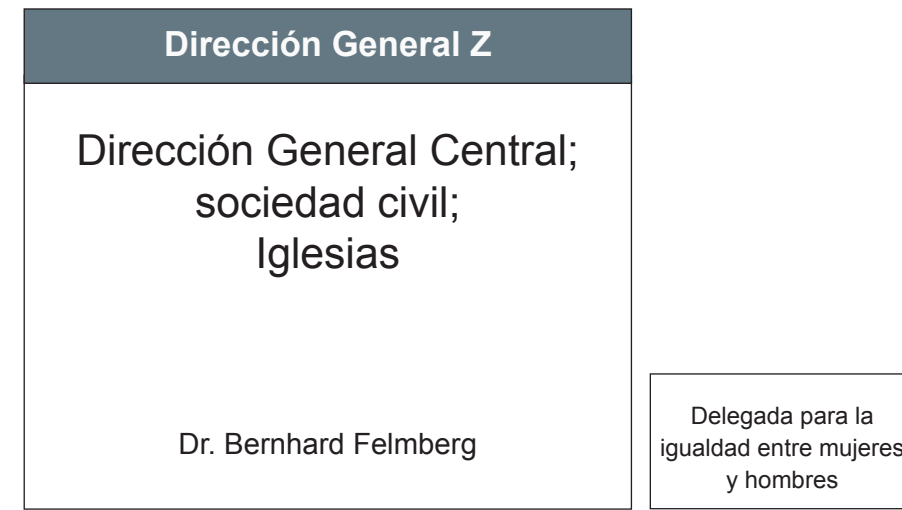 Dirección General Z
Dirección General Central;
sociedad civil;
Iglesias
Dr. Bernhard Felmberg
Delegada para la
igualdad entre mujeres
y hombres